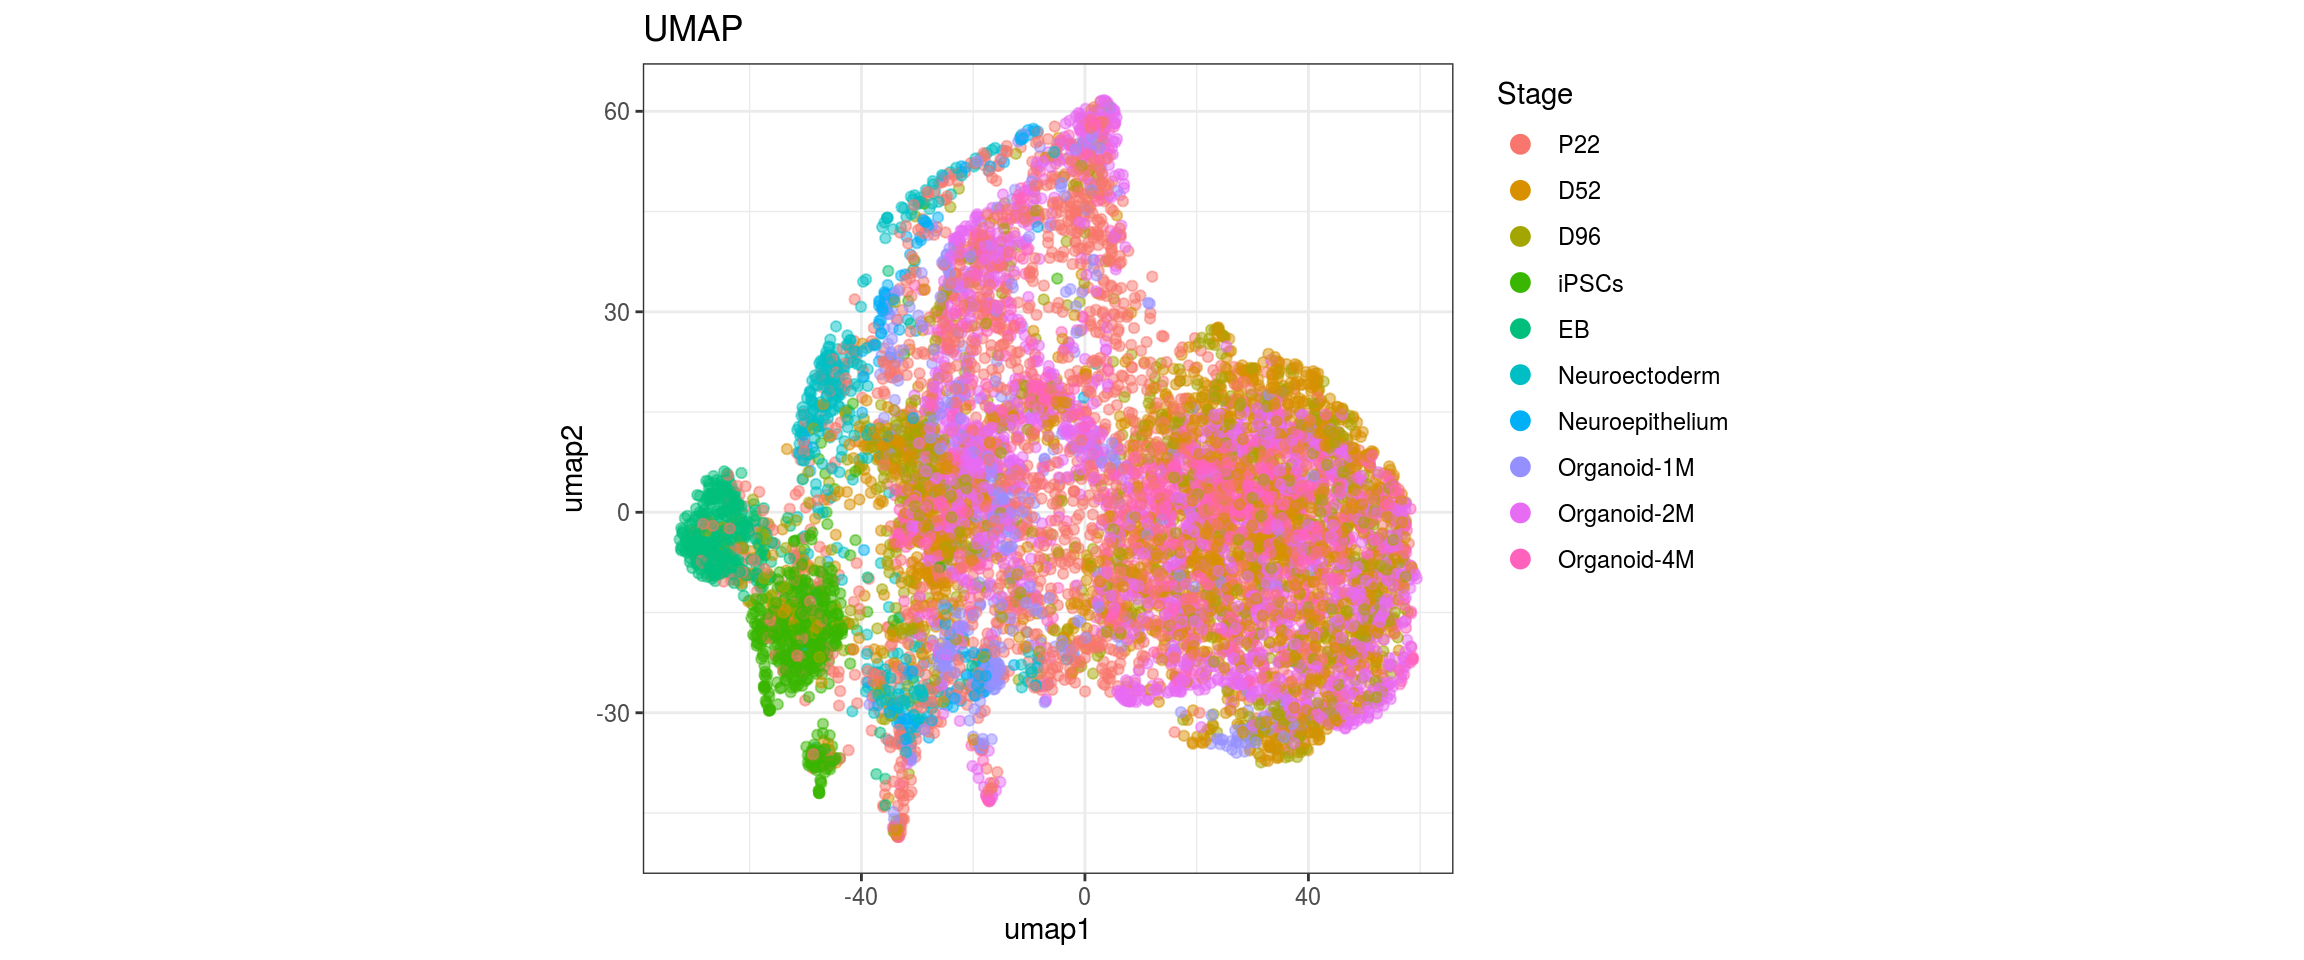 UMAP
60
30
0
-30
-40
0
40
umap1
umap2
Stage
P22
D52
D96
iPSCs
EB
Neuroectoderm
Neuroepithelium
Organoid-1M
Organoid-2M
Organoid-4M